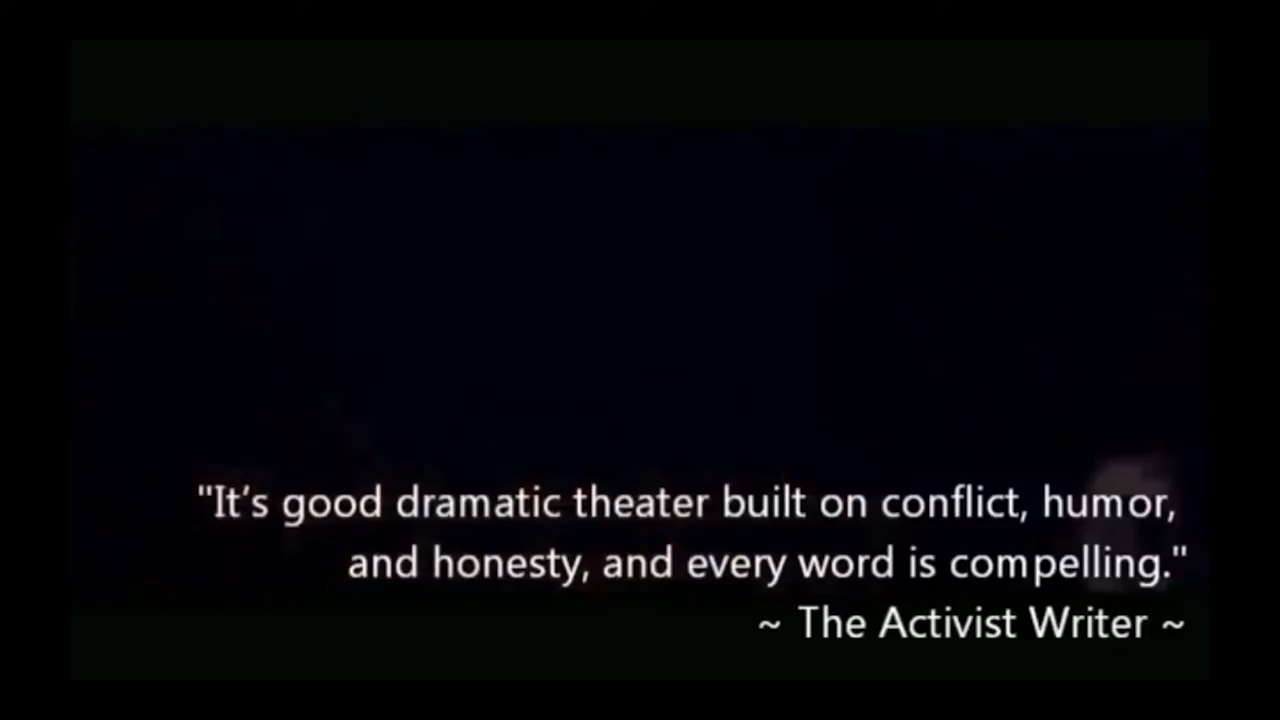 "It's good dramatic theater built on conflict, humor,
and honesty, and every word is compelling."
~ The Activist Writer ~